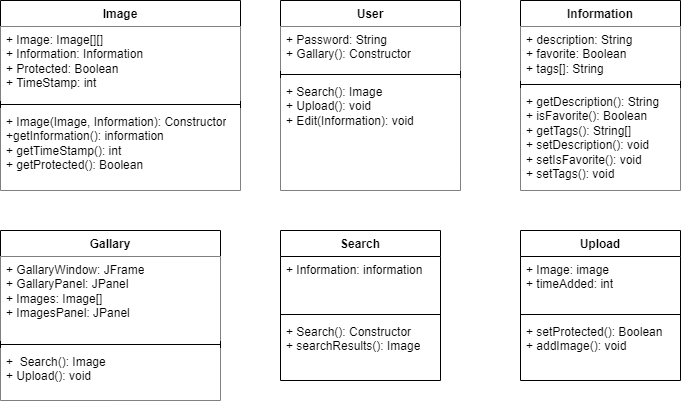 Image
+ Image: Image[][]
+ Information: Information
+ Protected: Boolean
+ TimeStamp: int
+ Image(Image, Information): Constructor
+getInformation(): information
+ getTimeStamp(): int
+ getProtected(): Boolean
User
+ Password: String
+ Gallary(): Constructor
+ Search(): Image
+ Upload(): void
+ Edit(Information): void
Information
+ description: String
+ favorite: Boolean
+ tags[]: String
+ getDescription(): String
+ isFavorite(): Boolean
+ getTags(): String[]
+ setDescription(): void
+ setIsFavorite(): void
+ setTags(): void
Gallary
+ GallaryWindow: JFrame
+ GallaryPanel: JPanel
+ Images: Image[]
+ ImagesPanel: JPanel
+ Search(): Image
+ Upload(): void
Search
+ Information: information
+ Search(): Constructor
+ searchResults(): Image
Upload
+ Image: image
+ timeAdded: int
+ setProtected(): Boolean
+ addImage(): void